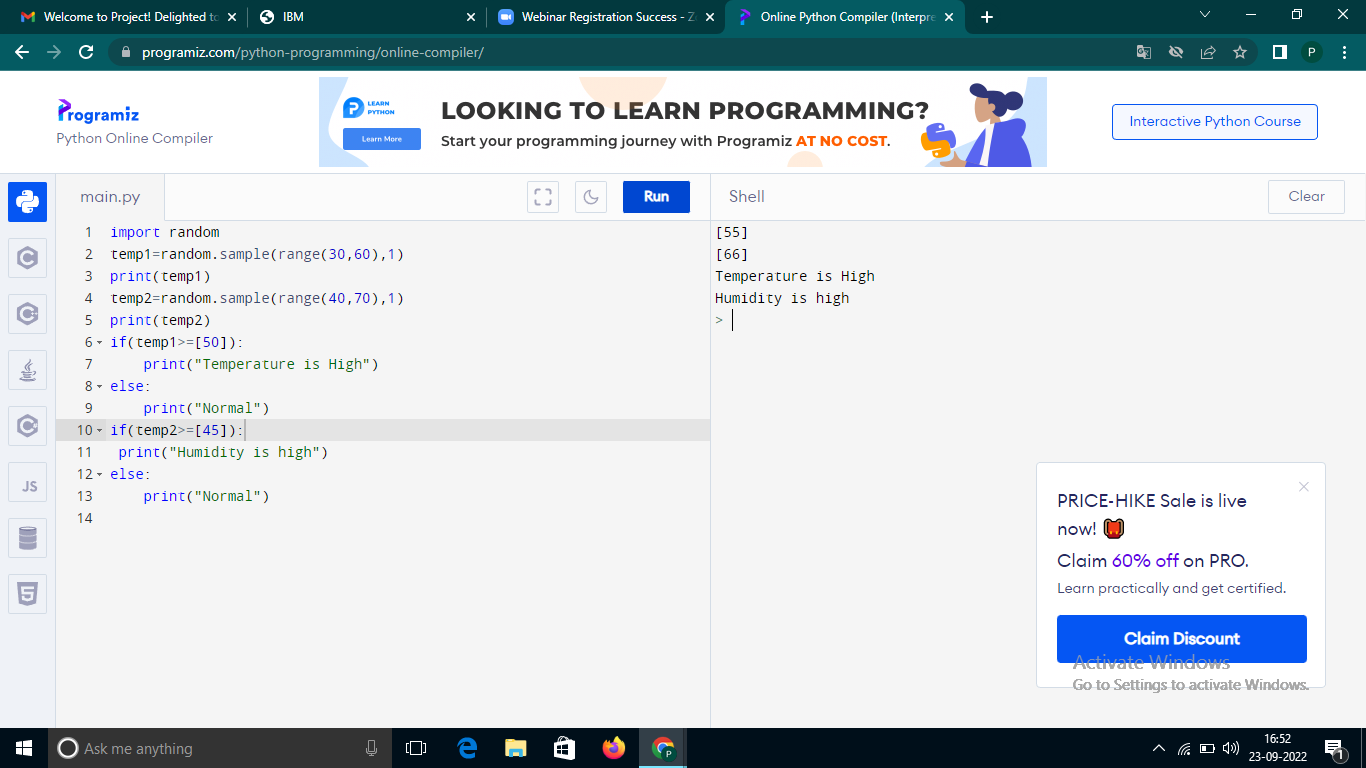 Welcome to Project! Delighted to
IBM
Webinar Registration Success - Z
Online Python Compiler (Interpre
programiz.com/python-programming/online-compiler/
P
Programiz
Python Online Compiler
LEARN
PYTHON
Learn More
LOOKING TO LEARN PROGRAMMING?
Start your programming journey with Programiz AT NO COST.
Interactive Python Course
main.py
Run
Shell
Clear
1 import random
2 temp1=random.sample(range(30,60),1)
3 print(temp1)
4 temp2=random.sample(range(40,70),1)
5 print(temp2)
6 if(temp1>=[50]):
7     print("Temperature is High")
8 else:
9     print("Normal")
10 if(temp2>=[45]):
11  print("Humidity is high")
12 else:
13     print("Normal")
14
JS
[55]
[66]
Temperature is High
Humidity is high
>
PRICE-HIKE Sale is live
now!
Claim 60% off on PRO.
Learn practically and get certified.
Claim Discount
Activate Windows
Go to Settings to activate Windows.
Ask me anything
P
16:52
23-09-2022
1